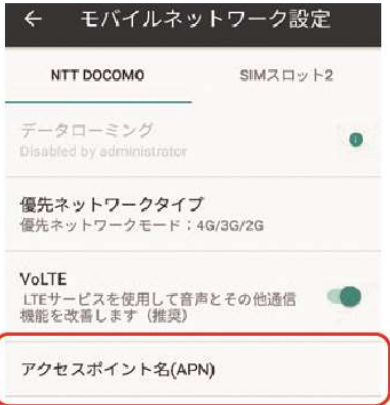 ← モバイルネットワーク設定
NTT DOCOMO
SIMスロット2
データローミング
Disabled by administrator
優先ネットワークタイプ
優先ネットワークモード：4G/3G/2G
VoLTE
LTEサービスを使用して音声とその他通信
機能を改善します（推奨）
アクセスポイント名(APN)